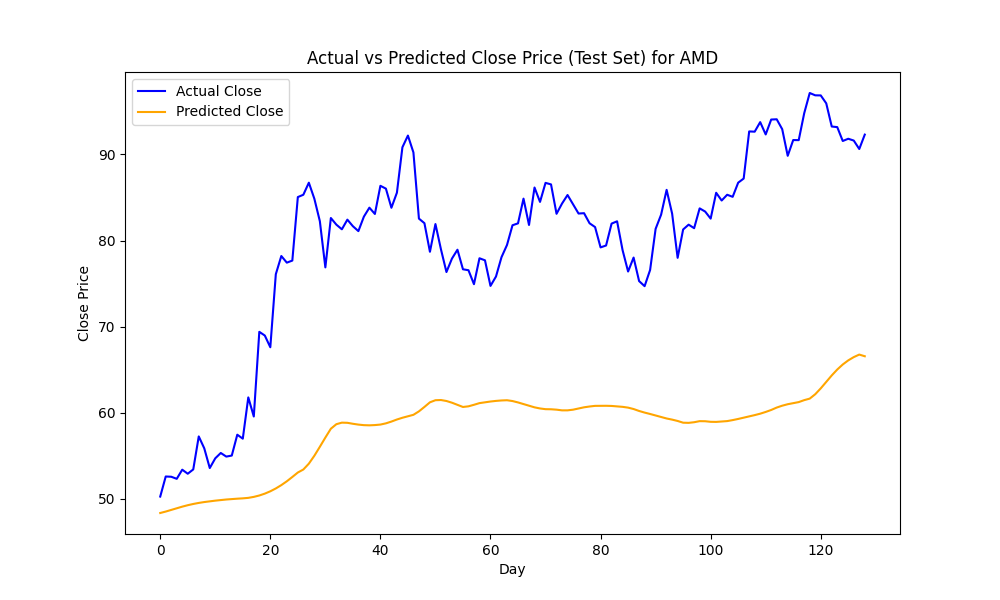 Actual vs Predicted Close Price (Test Set) for AMD
Actual Close
Predicted Close
Close Price
90
80
70
60
50
0 20 40 60 80 100 120
Day